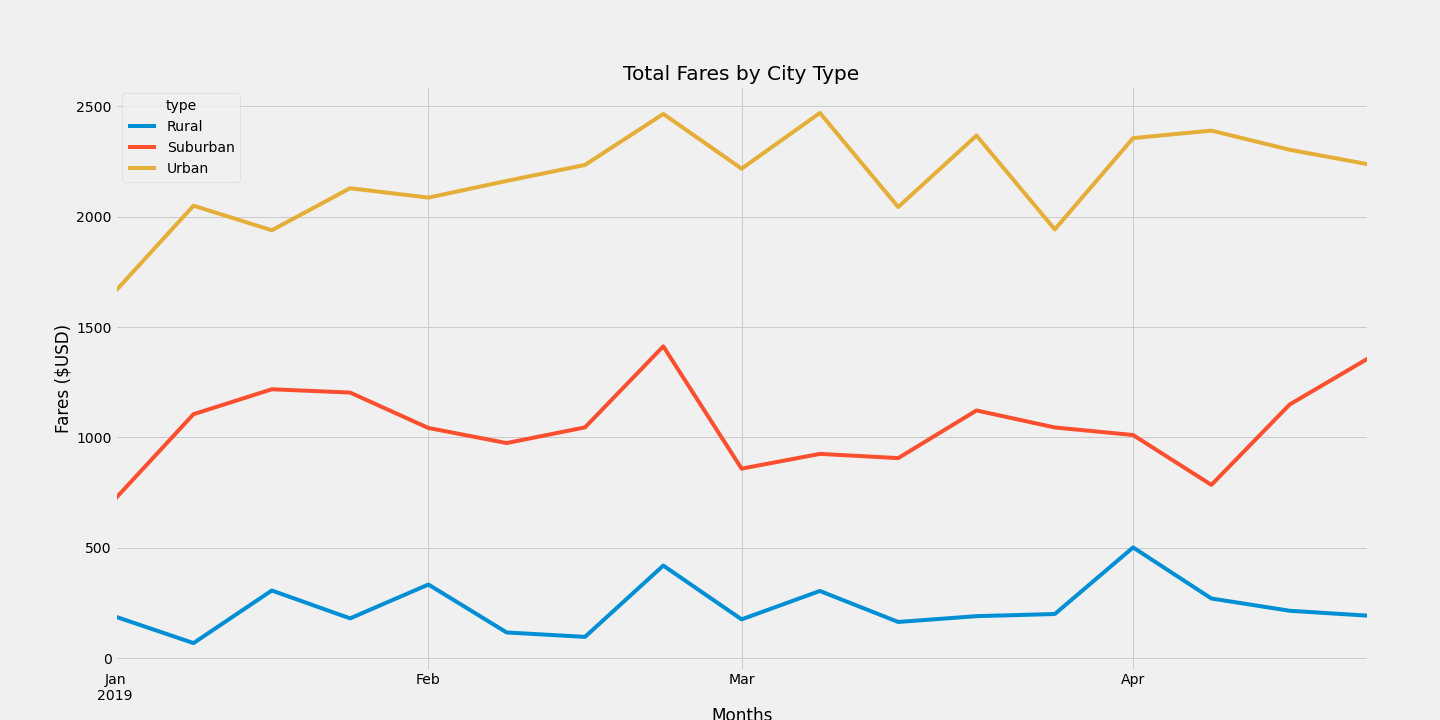 Total Fares by City Type
type
Rural
Suburban
Urban
Fares ($USD)
2500
2000
1500
1000
500
0
Jan Feb Mar Apr
2019
Months